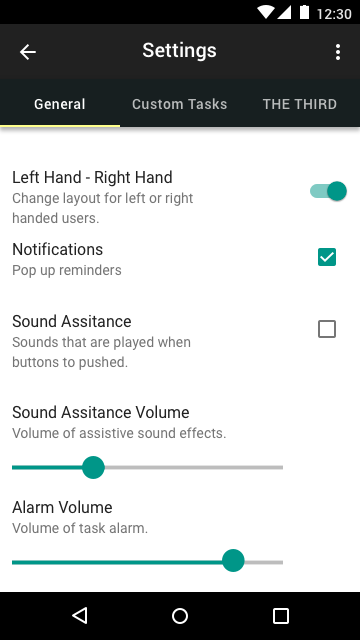 12:30
Settings
General Custom Tasks THE THIRD
Left Hand - Right Hand
Change layout for left or right
handed users.
Notifications
Pop up reminders
Sound Assitance
Sounds that are played when
buttons to pushed.
Sound Assitance Volume
Volume of assistive sound effects.
Alarm Volume
Volume of task alarm.